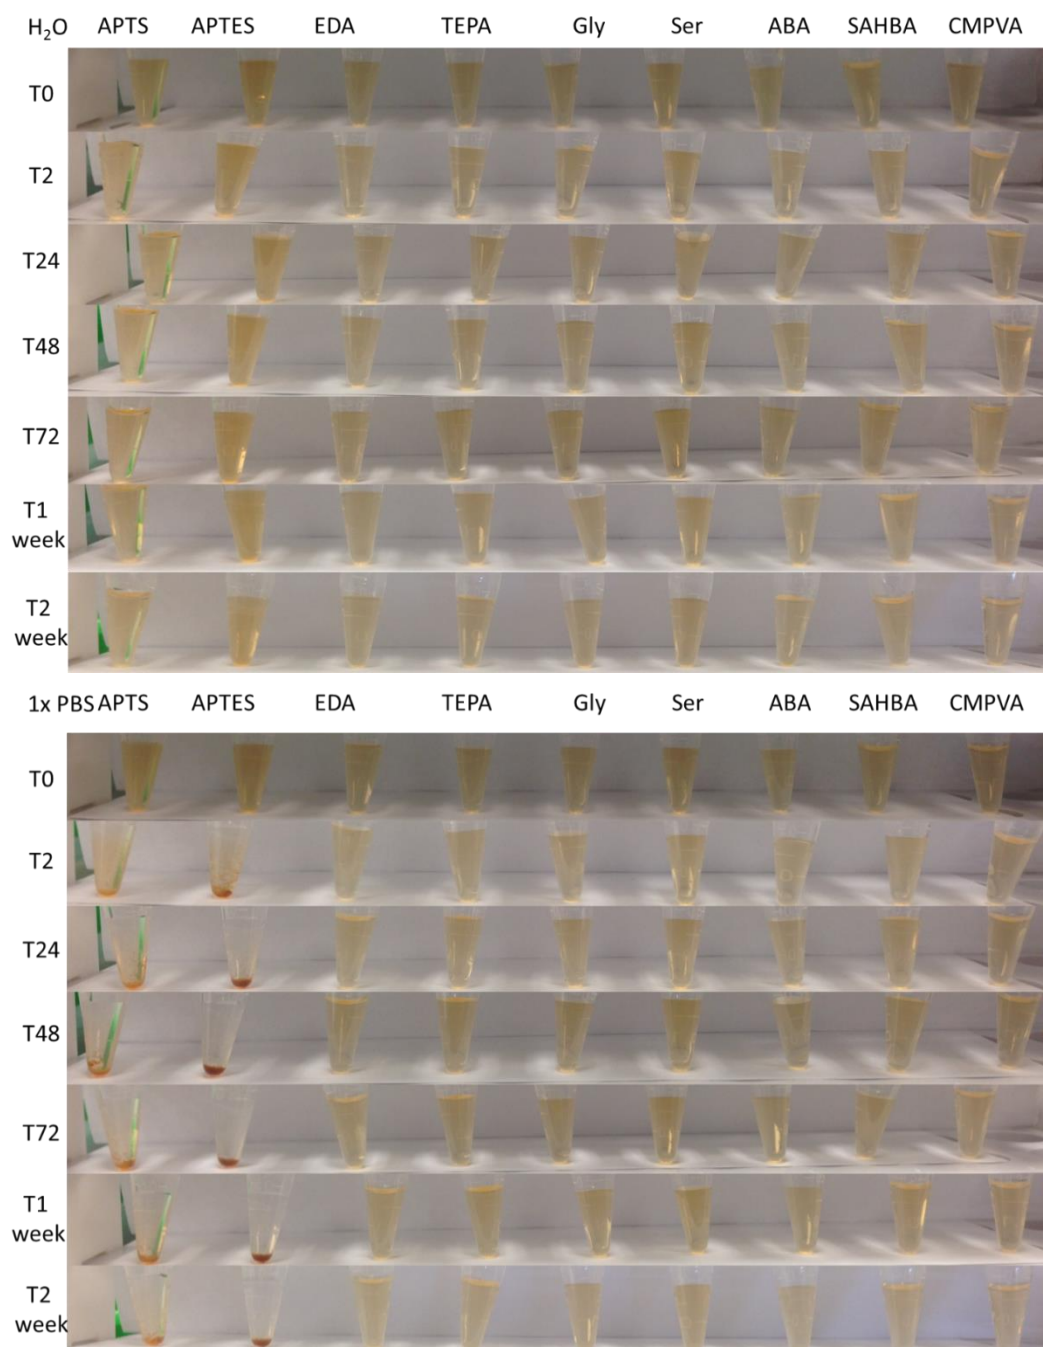 H₂O APTS APTES EDA TEPA Gly Ser ABA SAHBA CMPVA
T0
T2
T24
T48
T72
T1
week
T2
week
1x PBS APTS APTES EDA TEPA Gly Ser ABA SAHBA CMPVA
T0
T2
T24
T48
T72
T1
week
T2
week